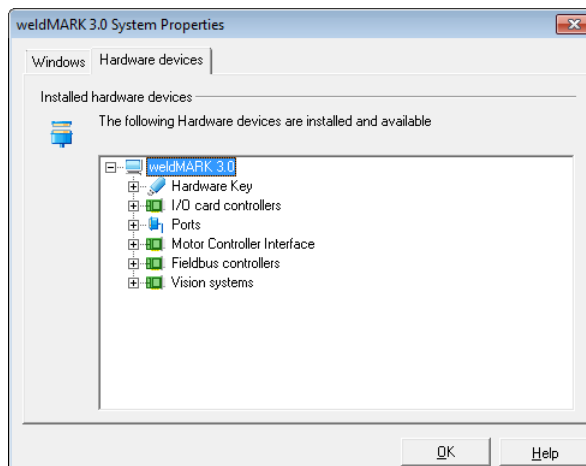 weldMARK 3.0 System Properties
Windows
Hardware devices
Installed hardware devices
The following Hardware devices are installed and available
weldMARK 3.0
Hardware Key
I/O card controllers
Ports
Motor Controller Interface
Fieldbus controllers
Vision systems
OK
Help